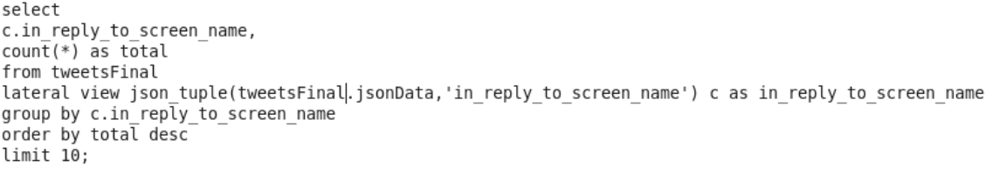 select
c.in_reply_to_screen_name,
count(*) as total
from tweetsFinal
lateral view json_tuple(tweetsFinal.jsonData,'in_reply_to_screen_name') c as in_reply_to_screen_name
group by c.in_reply_to_screen_name
order by total desc
limit 10;